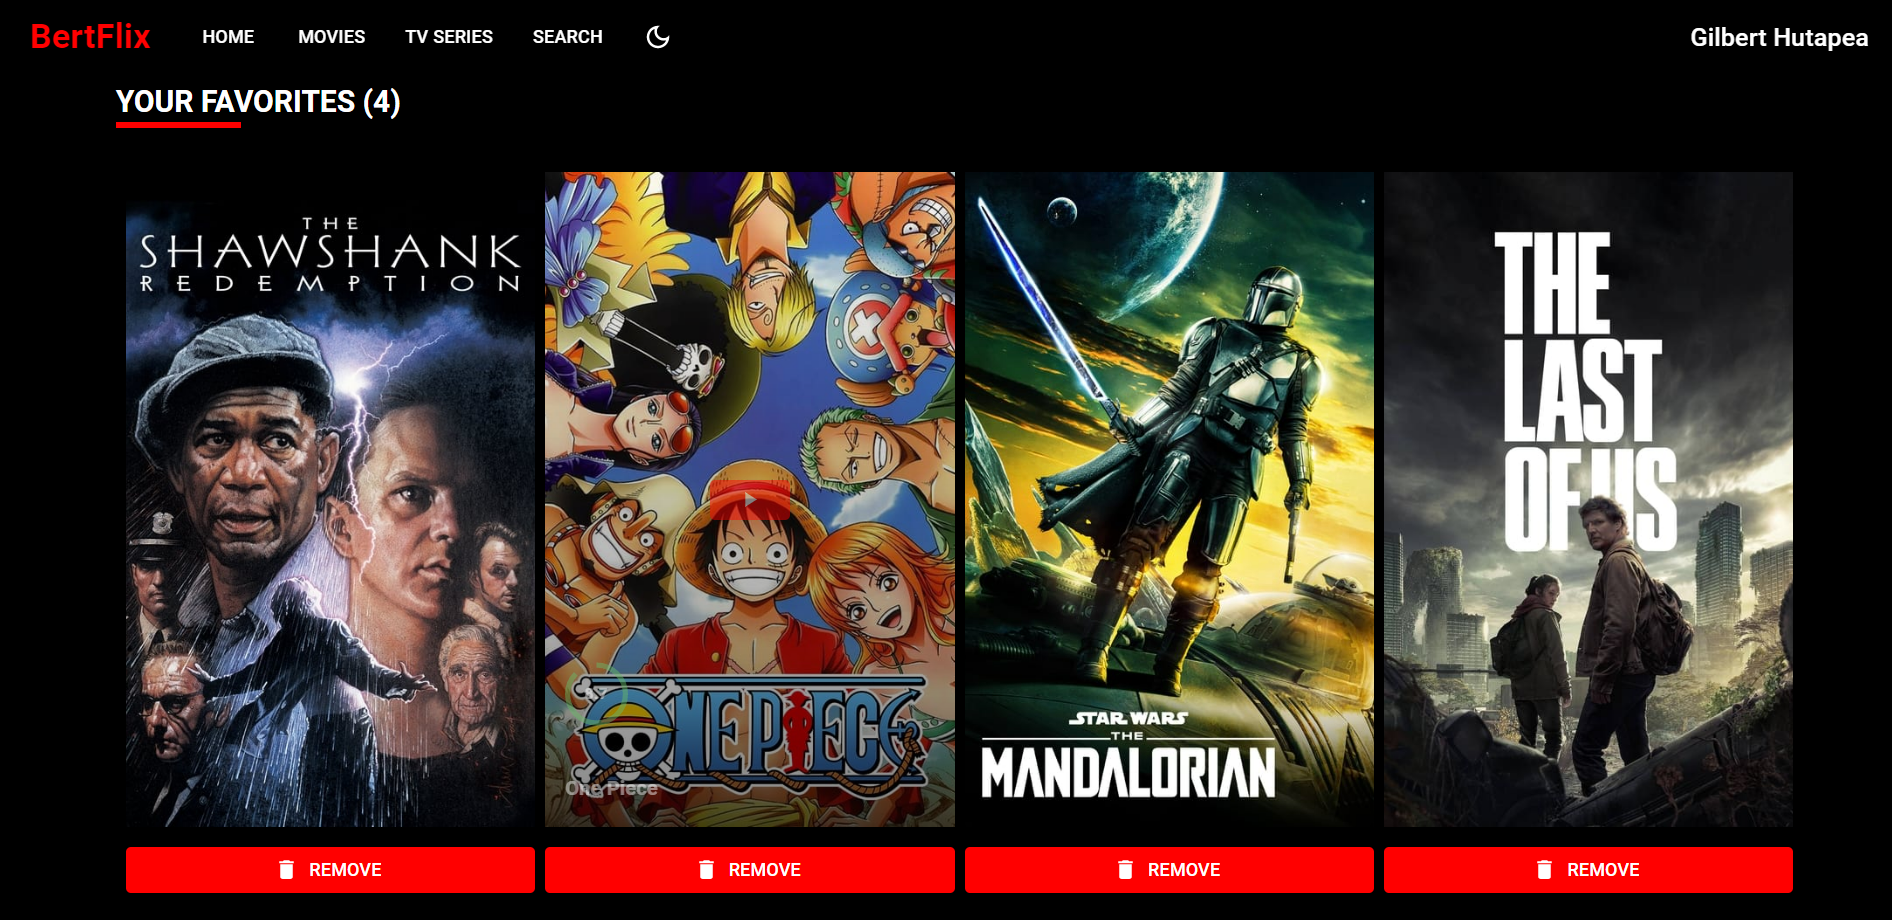 BertFlix
HOME
MOVIES
TV SERIES
SEARCH
Gilbert Hutapea
YOUR FAVORITES (4)
THE
SHAWSHANK
REDEMPTION
ONE PIECE
One Piece
STAR WARS
THE
MANDALORIAN
THE
LAST
OF US
REMOVE
REMOVE
REMOVE
REMOVE